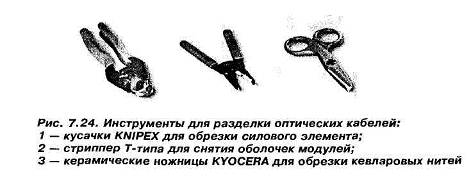 Рис. 7.24. Инструменты для разделки оптических кабелей:
1 — кусачки KNIPEX для обрезки силового элемента;
2 — стриппер Т-типа для снятия оболочек модулей;
3 — керамические ножницы KYOCERA для обрезки кевларовых нитей